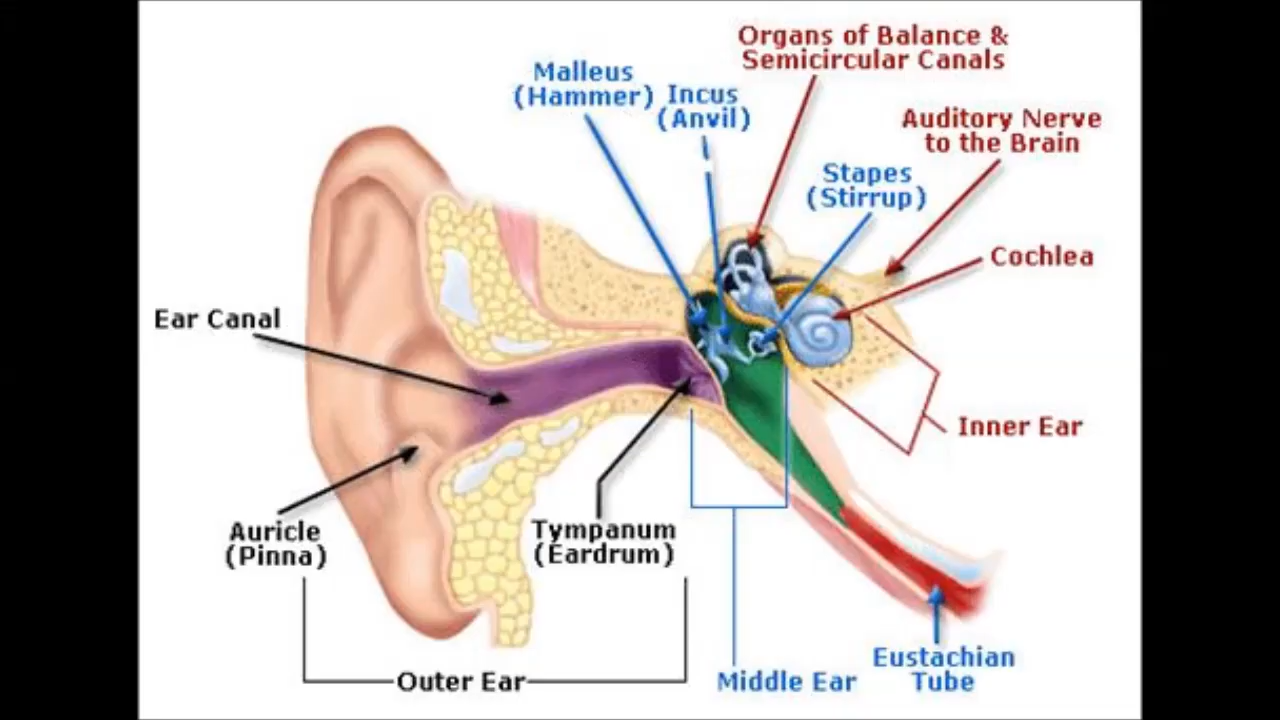 Organs of Balance &
Semicircular Canals
Malleus
(Hammer)
Incus
(Anvil)
Auditory Nerve
to the Brain
Stapes
(Stirrup)
Cochlea
Ear Canal
Inner Ear
Auricle
(Pinna)
Tympanum
(Eardrum)
Eustachian
Tube
Outer Ear
Middle Ear